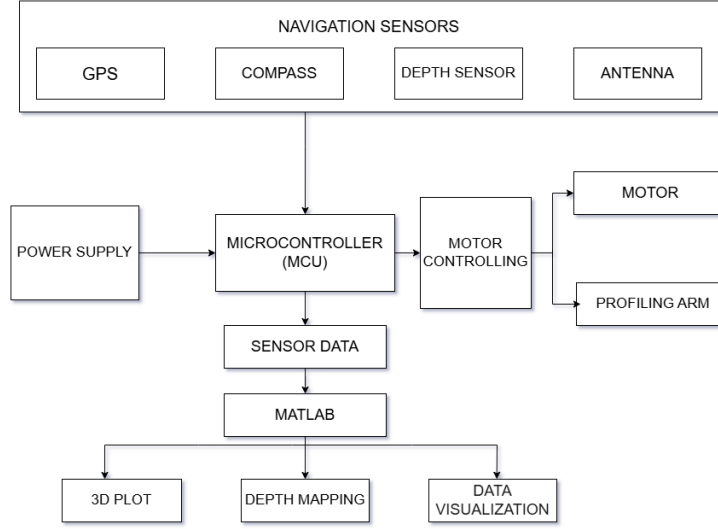 NAVIGATION SENSORS
GPS
COMPASS
DEPTH SENSOR
ANTENNA
POWER SUPPLY
MICROCONTROLLER
(MCU)
MOTOR
CONTROLLING
MOTOR
PROFILING ARM
SENSOR DATA
MATLAB
3D PLOT
DEPTH MAPPING
DATA
VISUALIZATION